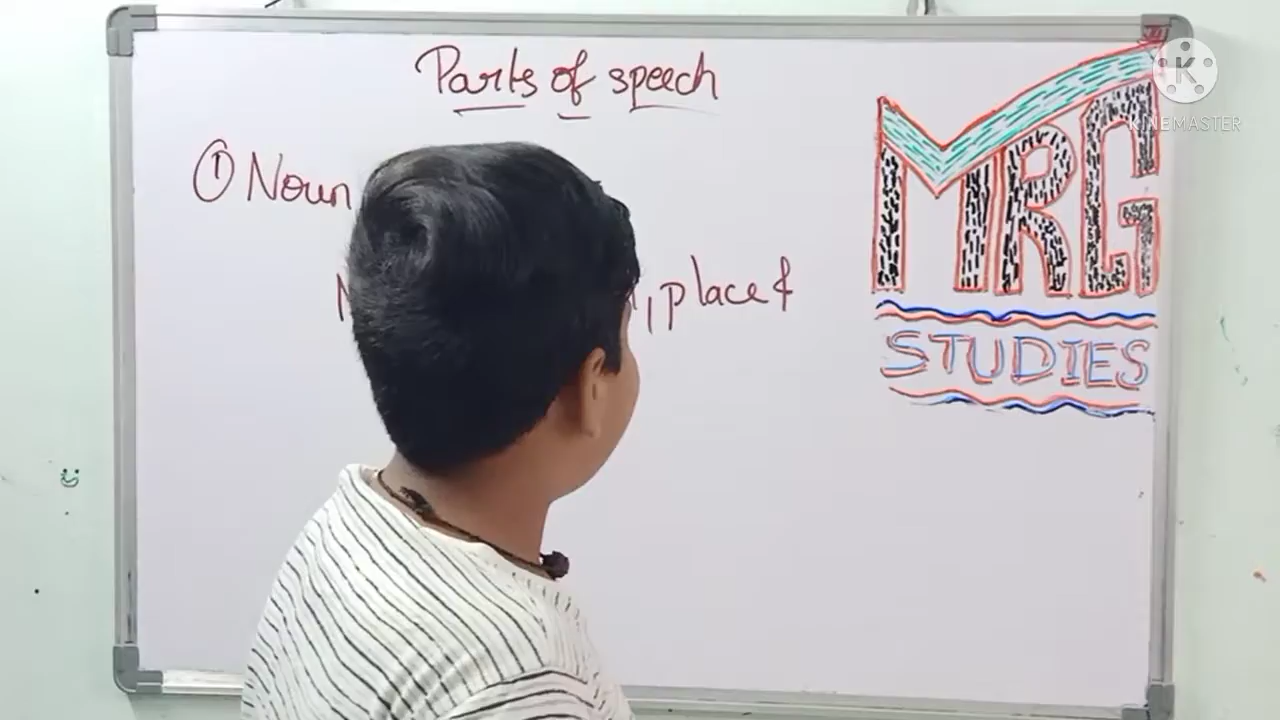 Parts of speech
① Noun
, place &
MRG
STUDIES
K
KINEMASTER